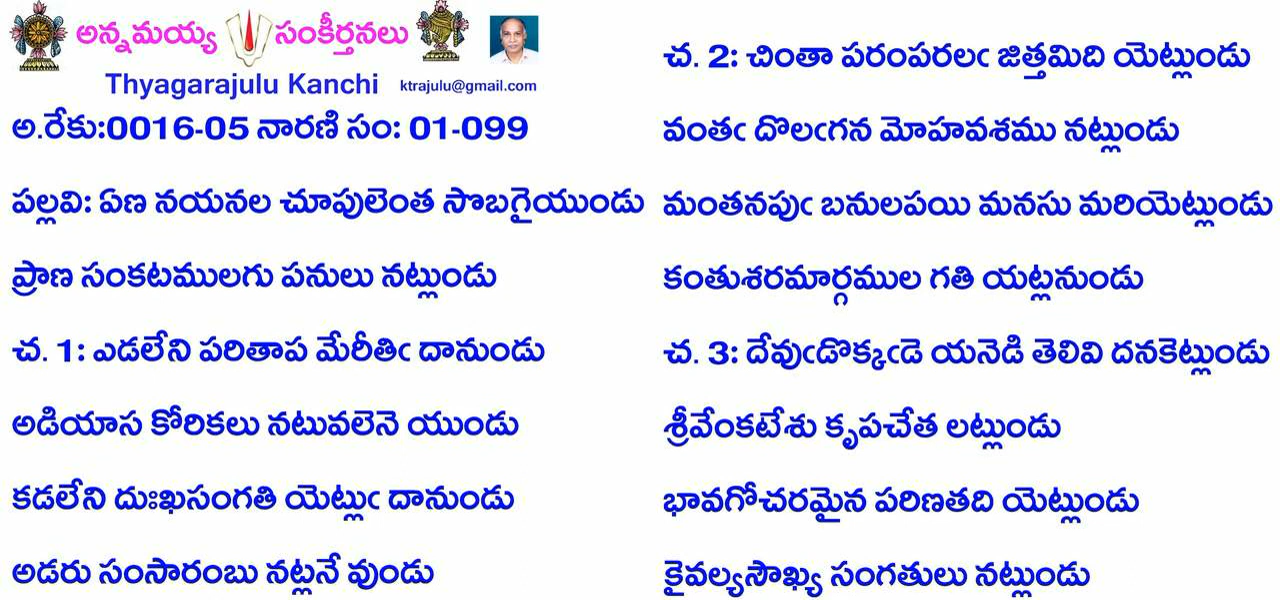 అన్నమయ్య సంకీర్తనలు
Thyagarajulu Kanchi ktrajulu@gmail.com
అ.రేకు:0016-05 నారణి సం: 01-099
పల్లవి: ఏణ నయనల చూపులెంత సొబగైయుండు
ప్రాణ సంకటములగు పనులు నట్లుండు
చ. 1: ఎడలేని పరితాప మేరీతిఁ దానుండు
అడియాస కోరికలు నటువలెనె యుండు
కడలేని దుఃఖసంగతి యెట్లుఁ దానుండు
అడరు సంసారంబు నట్లనే వుండు
చ. 2: చింతా పరంపరలఁ జిత్తమిది యెట్లుండు
వంతఁ దొలఁగన మోహవశము నట్లుండు
మంతనపుఁ బనులపయి మనసు మరియెట్లుండు
కంతుశరమార్గముల గతి యట్లనుండు
చ. 3: దేవుఁడొక్కఁడె యనెడి తెలివి దనకెట్లుండు
శ్రీవేంకటేశు కృపచేత లట్లుండు
భావగోచరమైన పరిణతది యెట్లుండు
కైవల్యసౌఖ్య సంగతులు నట్లుండు